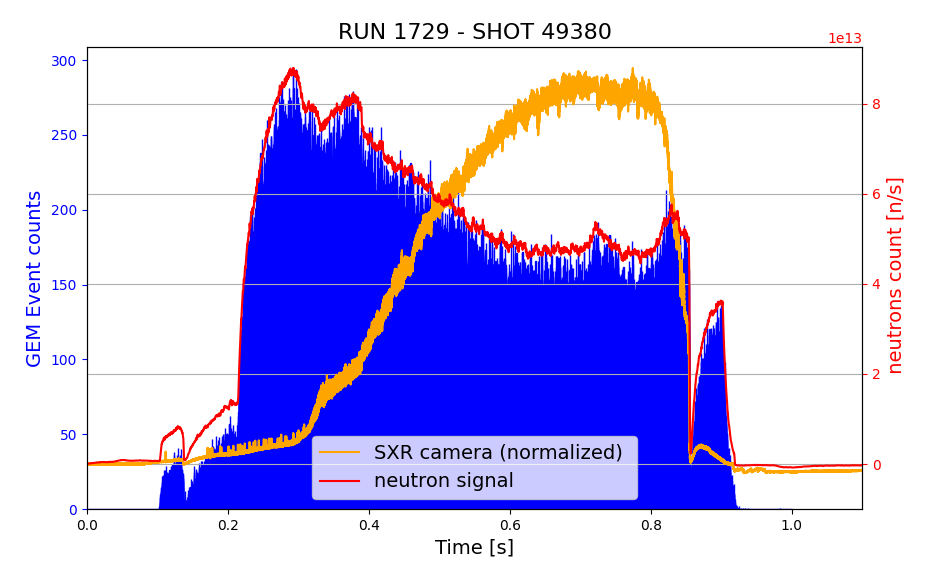 RUN 1729 - SHOT 49380
1e13
300
250
200
150
100
50
0
GEM Event counts
8
6
4
2
0
neutrons count [n/s]
SXR camera (normalized)
neutron signal
0.0 0.2 0.4 0.6 0.8 1.0
Time [s]